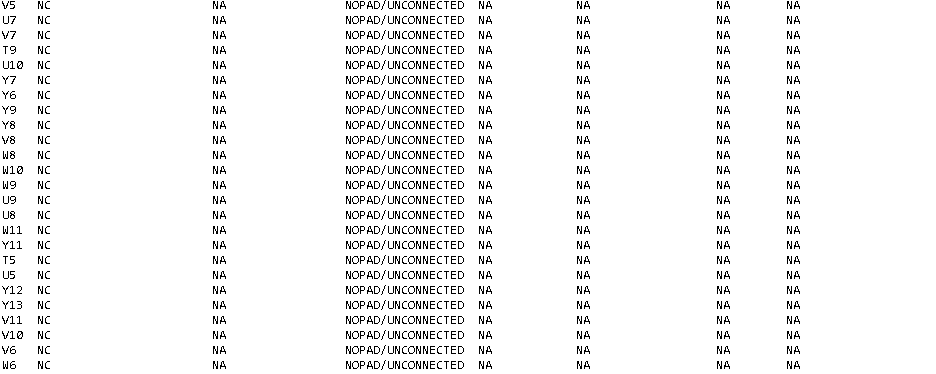 V5 NC NA NOPAD/UNCONNECTED NA NA NA NA
U7 NC NA NOPAD/UNCONNECTED NA NA NA NA
V7 NC NA NOPAD/UNCONNECTED NA NA NA NA
T9 NC NA NOPAD/UNCONNECTED NA NA NA NA
U10 NC NA NOPAD/UNCONNECTED NA NA NA NA
Y7 NC NA NOPAD/UNCONNECTED NA NA NA NA
Y6 NC NA NOPAD/UNCONNECTED NA NA NA NA
Y9 NC NA NOPAD/UNCONNECTED NA NA NA NA
Y8 NC NA NOPAD/UNCONNECTED NA NA NA NA
V8 NC NA NOPAD/UNCONNECTED NA NA NA NA
W8 NC NA NOPAD/UNCONNECTED NA NA NA NA
W10 NC NA NOPAD/UNCONNECTED NA NA NA NA
W9 NC NA NOPAD/UNCONNECTED NA NA NA NA
U9 NC NA NOPAD/UNCONNECTED NA NA NA NA
U8 NC NA NOPAD/UNCONNECTED NA NA NA NA
W11 NC NA NOPAD/UNCONNECTED NA NA NA NA
Y11 NC NA NOPAD/UNCONNECTED NA NA NA NA
T5 NC NA NOPAD/UNCONNECTED NA NA NA NA
U5 NC NA NOPAD/UNCONNECTED NA NA NA NA
Y12 NC NA NOPAD/UNCONNECTED NA NA NA NA
Y13 NC NA NOPAD/UNCONNECTED NA NA NA NA
V11 NC NA NOPAD/UNCONNECTED NA NA NA NA
V10 NC NA NOPAD/UNCONNECTED NA NA NA NA
V6 NC NA NOPAD/UNCONNECTED NA NA NA NA
W6 NC NA NOPAD/UNCONNECTED NA NA NA NA